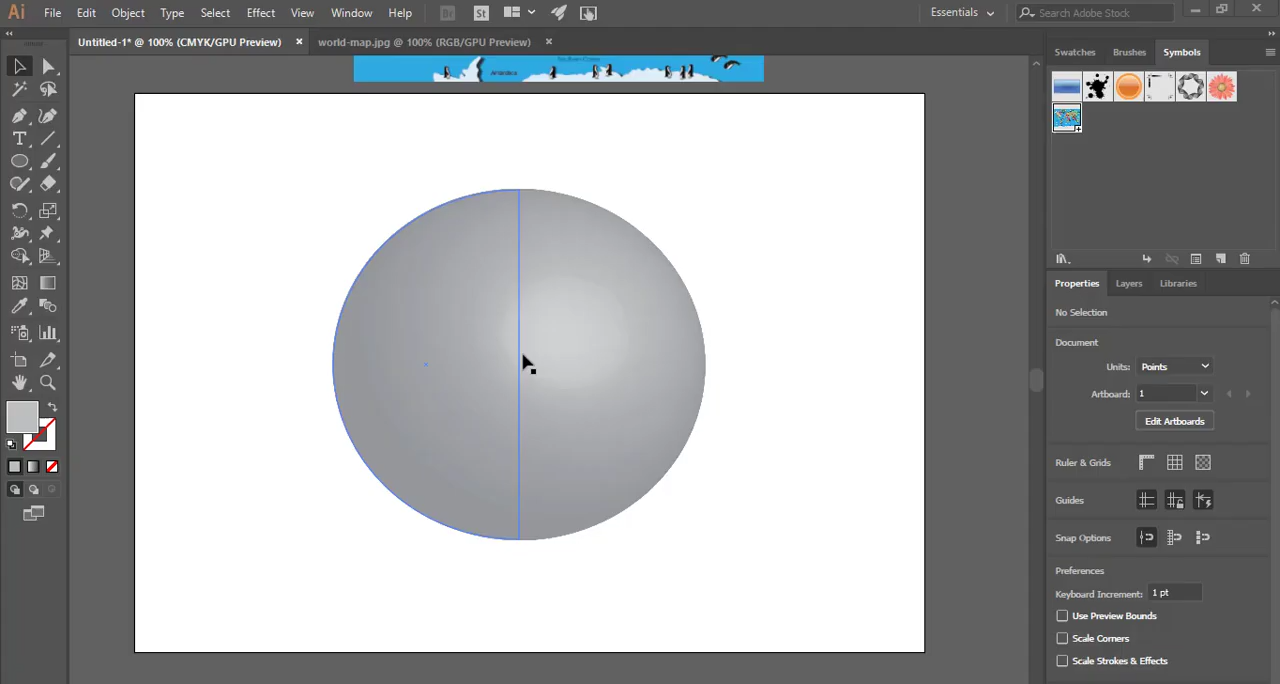 Ai File Edit Object Type Select Effect View Window Help Br St Essentials Search Adobe Stock
Untitled-1* @ 100% (CMYK/GPU Preview) × world-map.jpg @ 100% (RGB/GPU Preview) ×
Swatches Brushes Symbols
Antarctica
T
Properties Layers Libraries
No Selection
Document
Units: Points
Artboard: 1
Edit Artboards
Ruler & Grids
Guides
Snap Options
Preferences
Keyboard Increment: 1 pt
Use Preview Bounds
Scale Corners
Scale Strokes & Effects